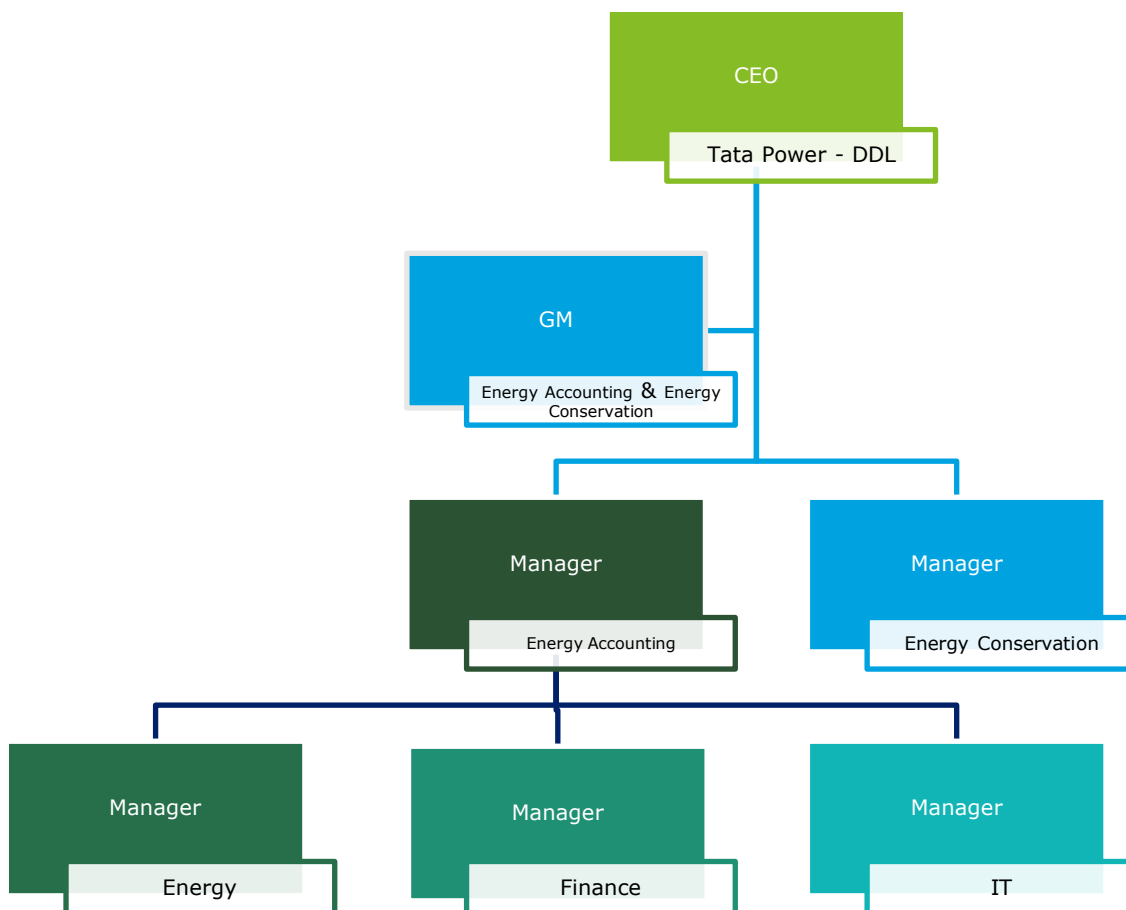 CEO
Tata Power - DDL
GM
Energy Accounting & Energy
Conservation
Manager
Energy Accounting
Manager
Energy Conservation
Manager
Energy
Manager
Finance
Manager
IT